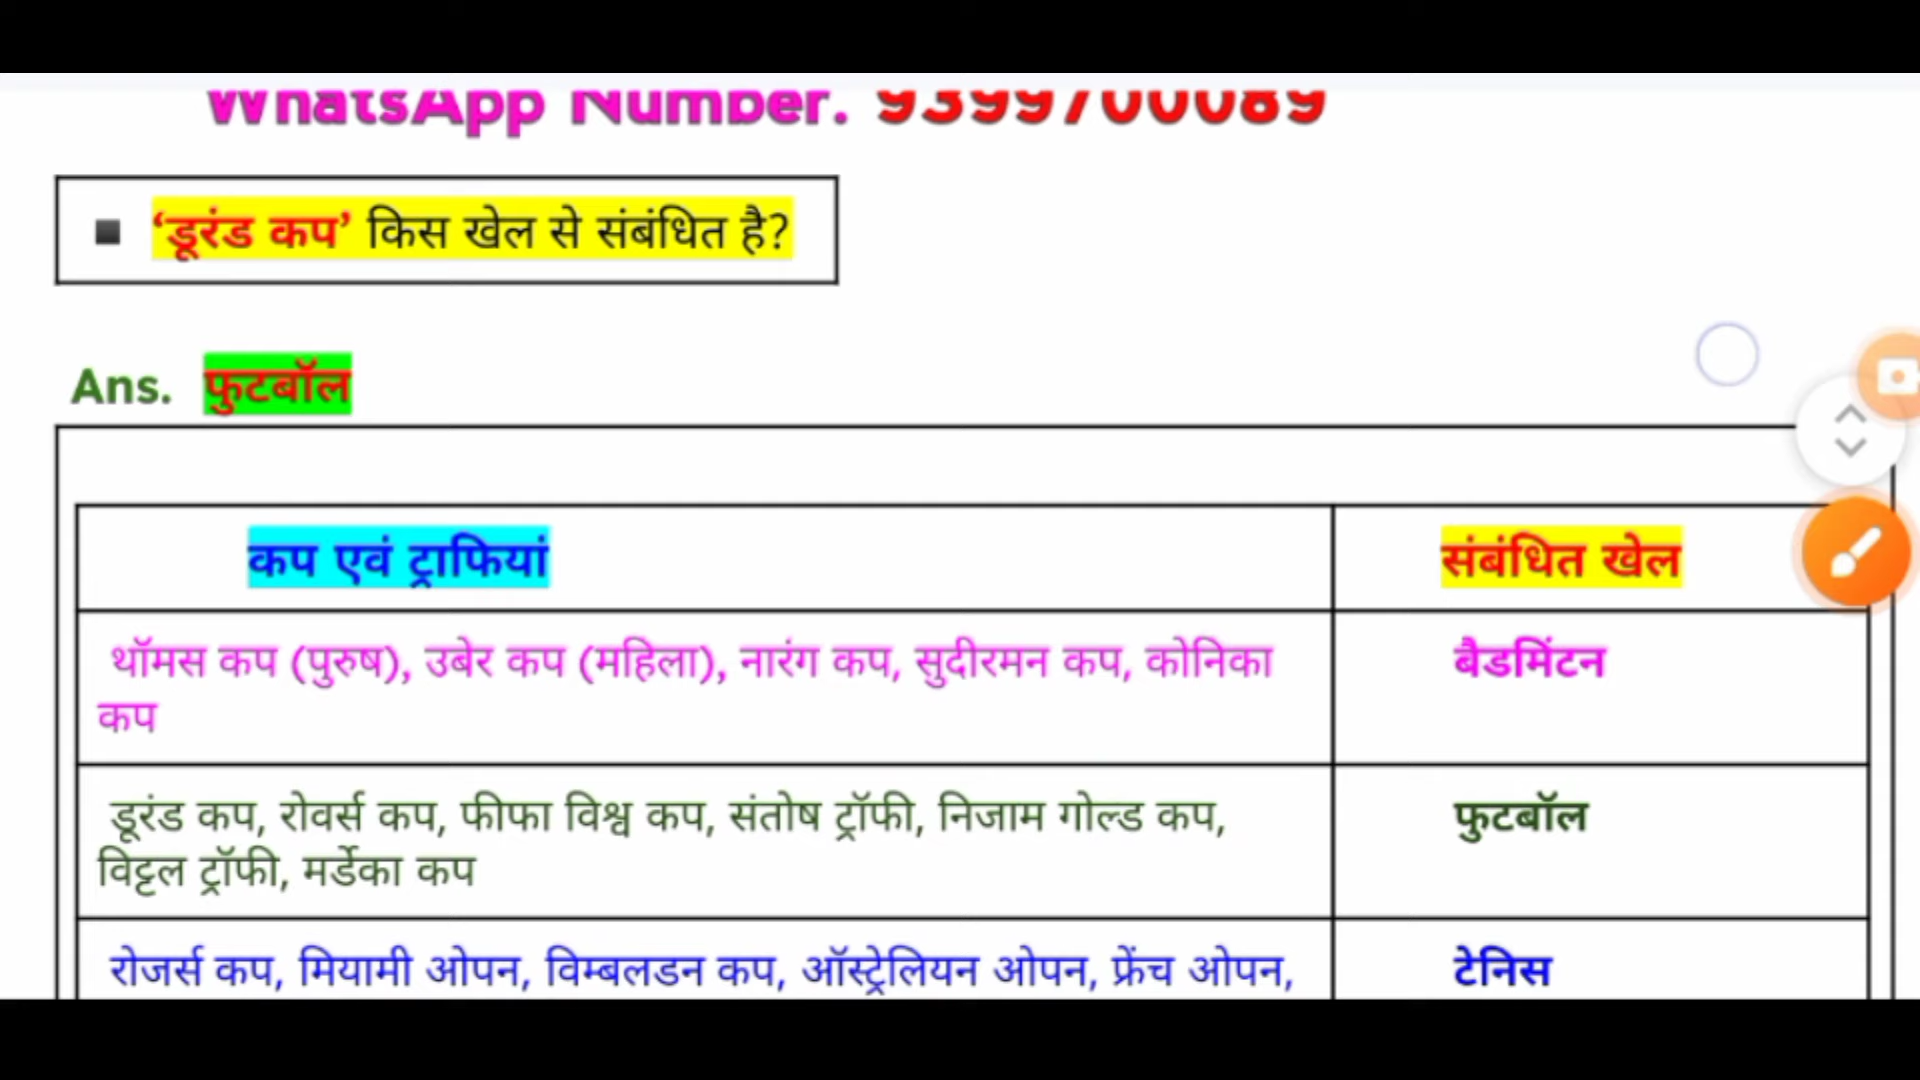 WhatsApp Number. 9399700089
▪ ‘डूरंड कप’ किस खेल से संबंधित है?
Ans. फुटबॉल
कप एवं ट्राफियां संबंधित खेल
थॉमस कप (पुरुष), उबेर कप (महिला), नारंग कप, सुदीरमन कप, कोनिका बैडमिंटन
कप
डूरंड कप, रोवर्स कप, फीफा विश्व कप, संतोष ट्रॉफी, निजाम गोल्ड कप, फुटबॉल
विट्टल ट्रॉफी, मर्डेका कप
रोजर्स कप, मियामी ओपन, विम्बलडन कप, ऑस्ट्रेलियन ओपन, फ्रेंच ओपन, टेनिस